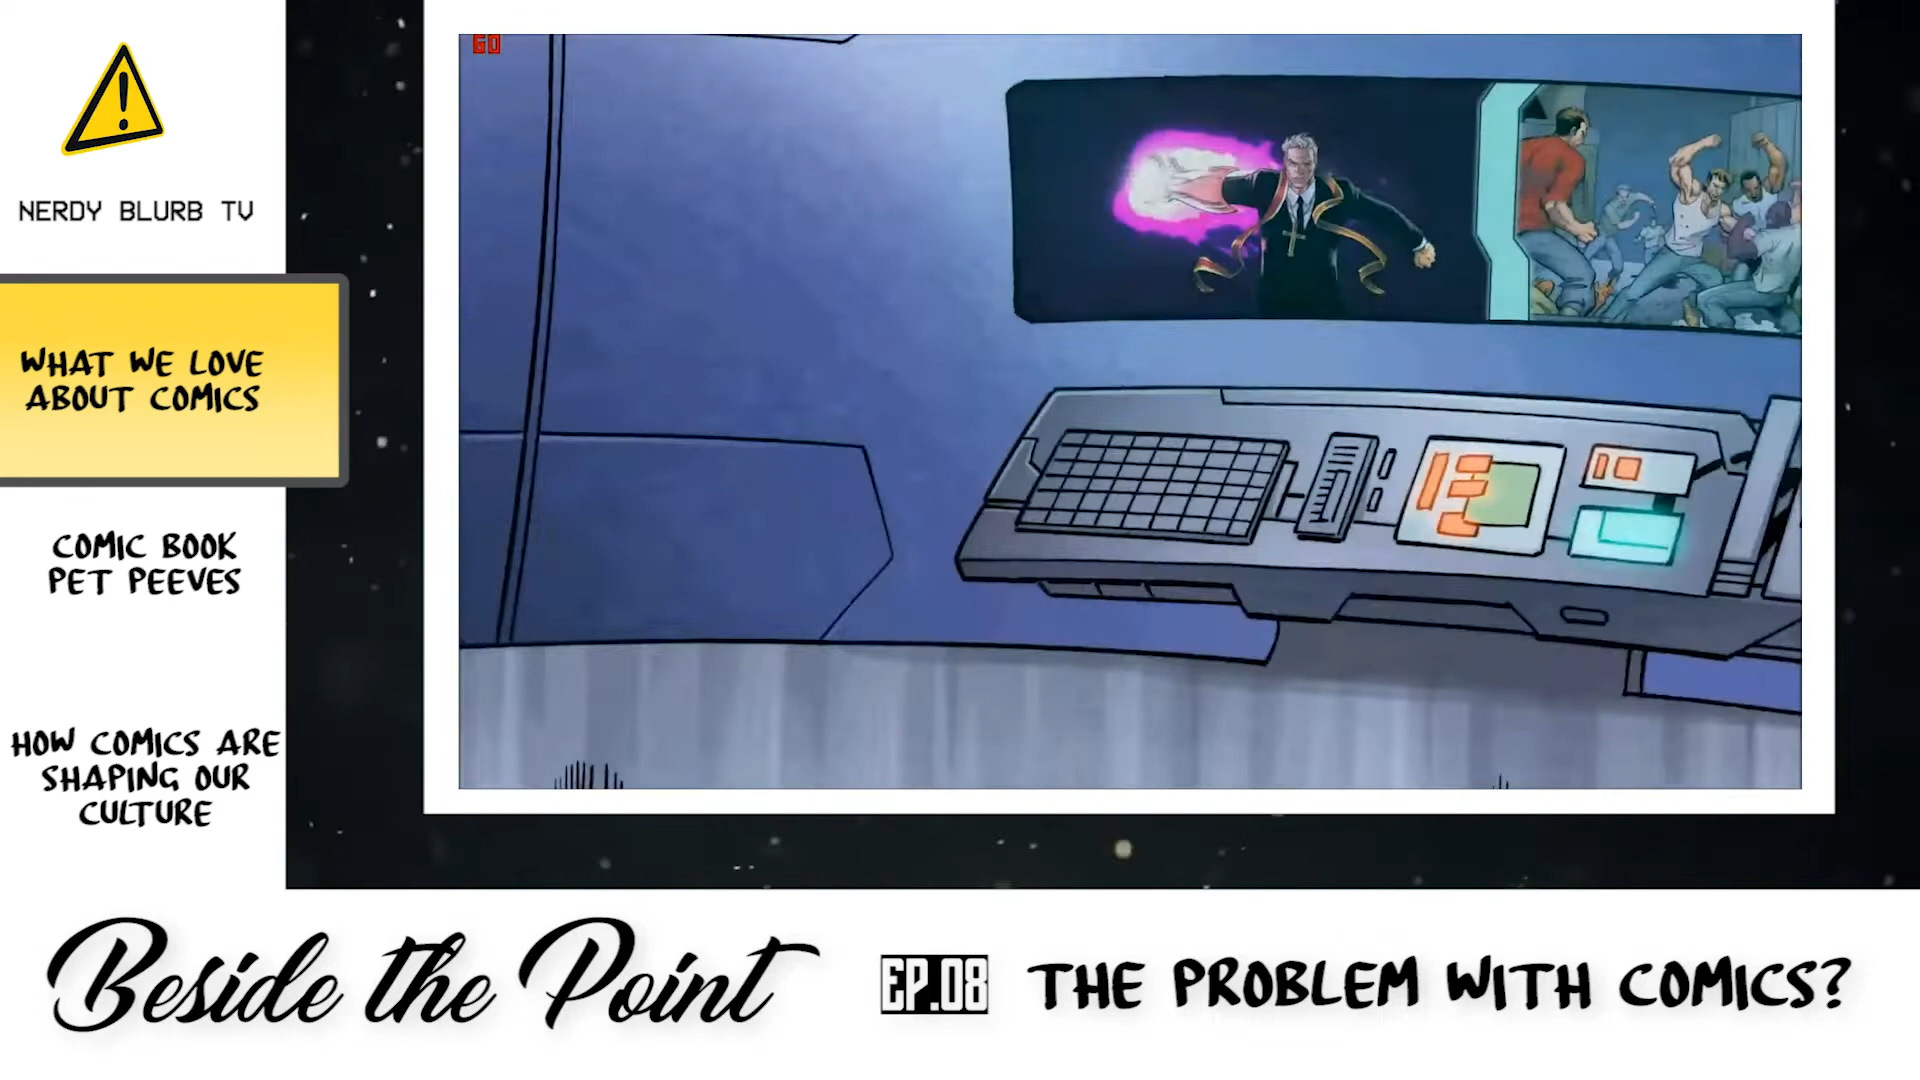 60
NERDY BLURB TV
WHAT WE LOVE
ABOUT COMICS
COMIC BOOK
PET PEEVES
HOW COMICS ARE
SHAPING OUR
CULTURE
Beside the Point
EP.08
THE PROBLEM WITH COMICS?